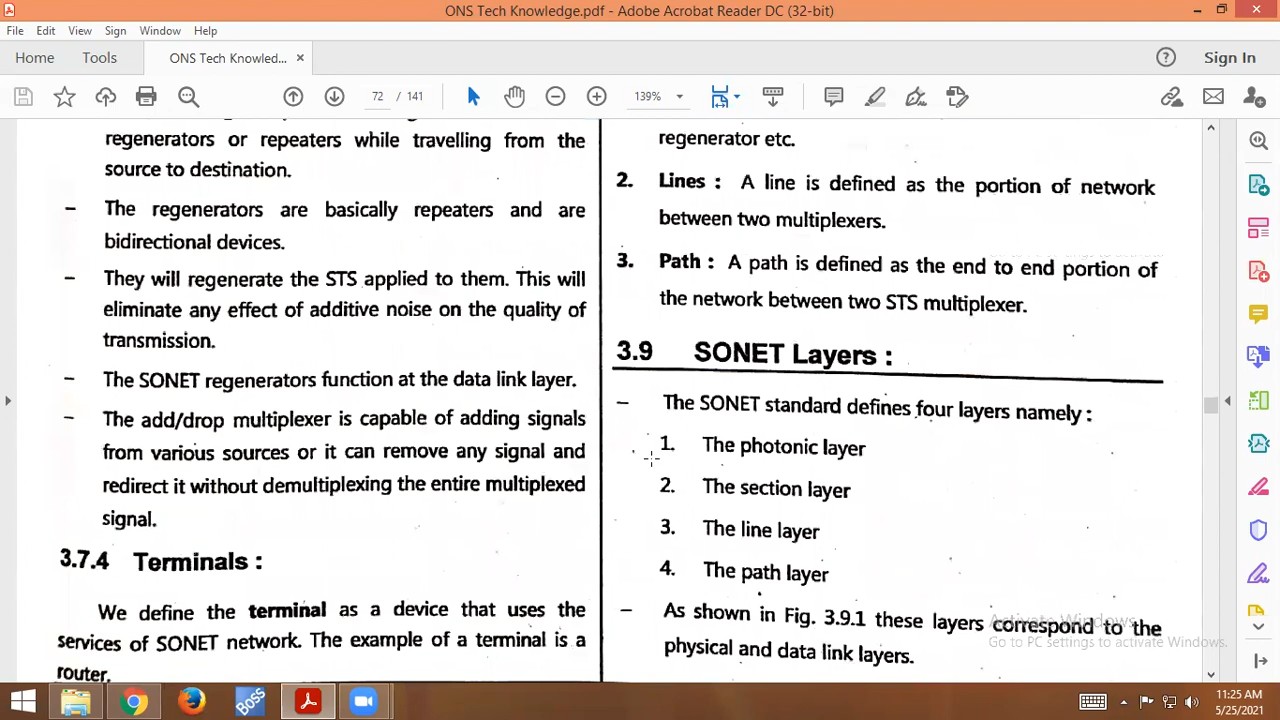 ONS Tech Knowledge.pdf - Adobe Acrobat Reader DC (32-bit)
File Edit View Sign Window Help
Home Tools ONS Tech Knowled... × Sign In
72 / 141 139%
regenerators or repeaters while travelling from the
source to destination.
– The regenerators are basically repeaters and are
bidirectional devices.
– They will regenerate the STS applied to them. This will
eliminate any effect of additive noise on the quality of
transmission.
– The SONET regenerators function at the data link layer.
– The add/drop multiplexer is capable of adding signals
from various sources or it can remove any signal and
redirect it without demultiplexing the entire multiplexed
signal.
3.7.4 Terminals :
We define the terminal as a device that uses the
services of SONET network. The example of a terminal is a
router.
regenerator etc.
2. Lines : A line is defined as the portion of network
between two multiplexers.
3. Path : A path is defined as the end to end portion of
the network between two STS multiplexer.
3.9 SONET Layers :
– The SONET standard defines four layers namely :
1. The photonic layer
2. The section layer
3. The line layer
4. The path layer
– As shown in Fig. 3.9.1 these layers correspond to the
physical and data link layers.
Activate Windows
Go to PC settings to activate Windows.
BOSS
11:25 AM
5/25/2021